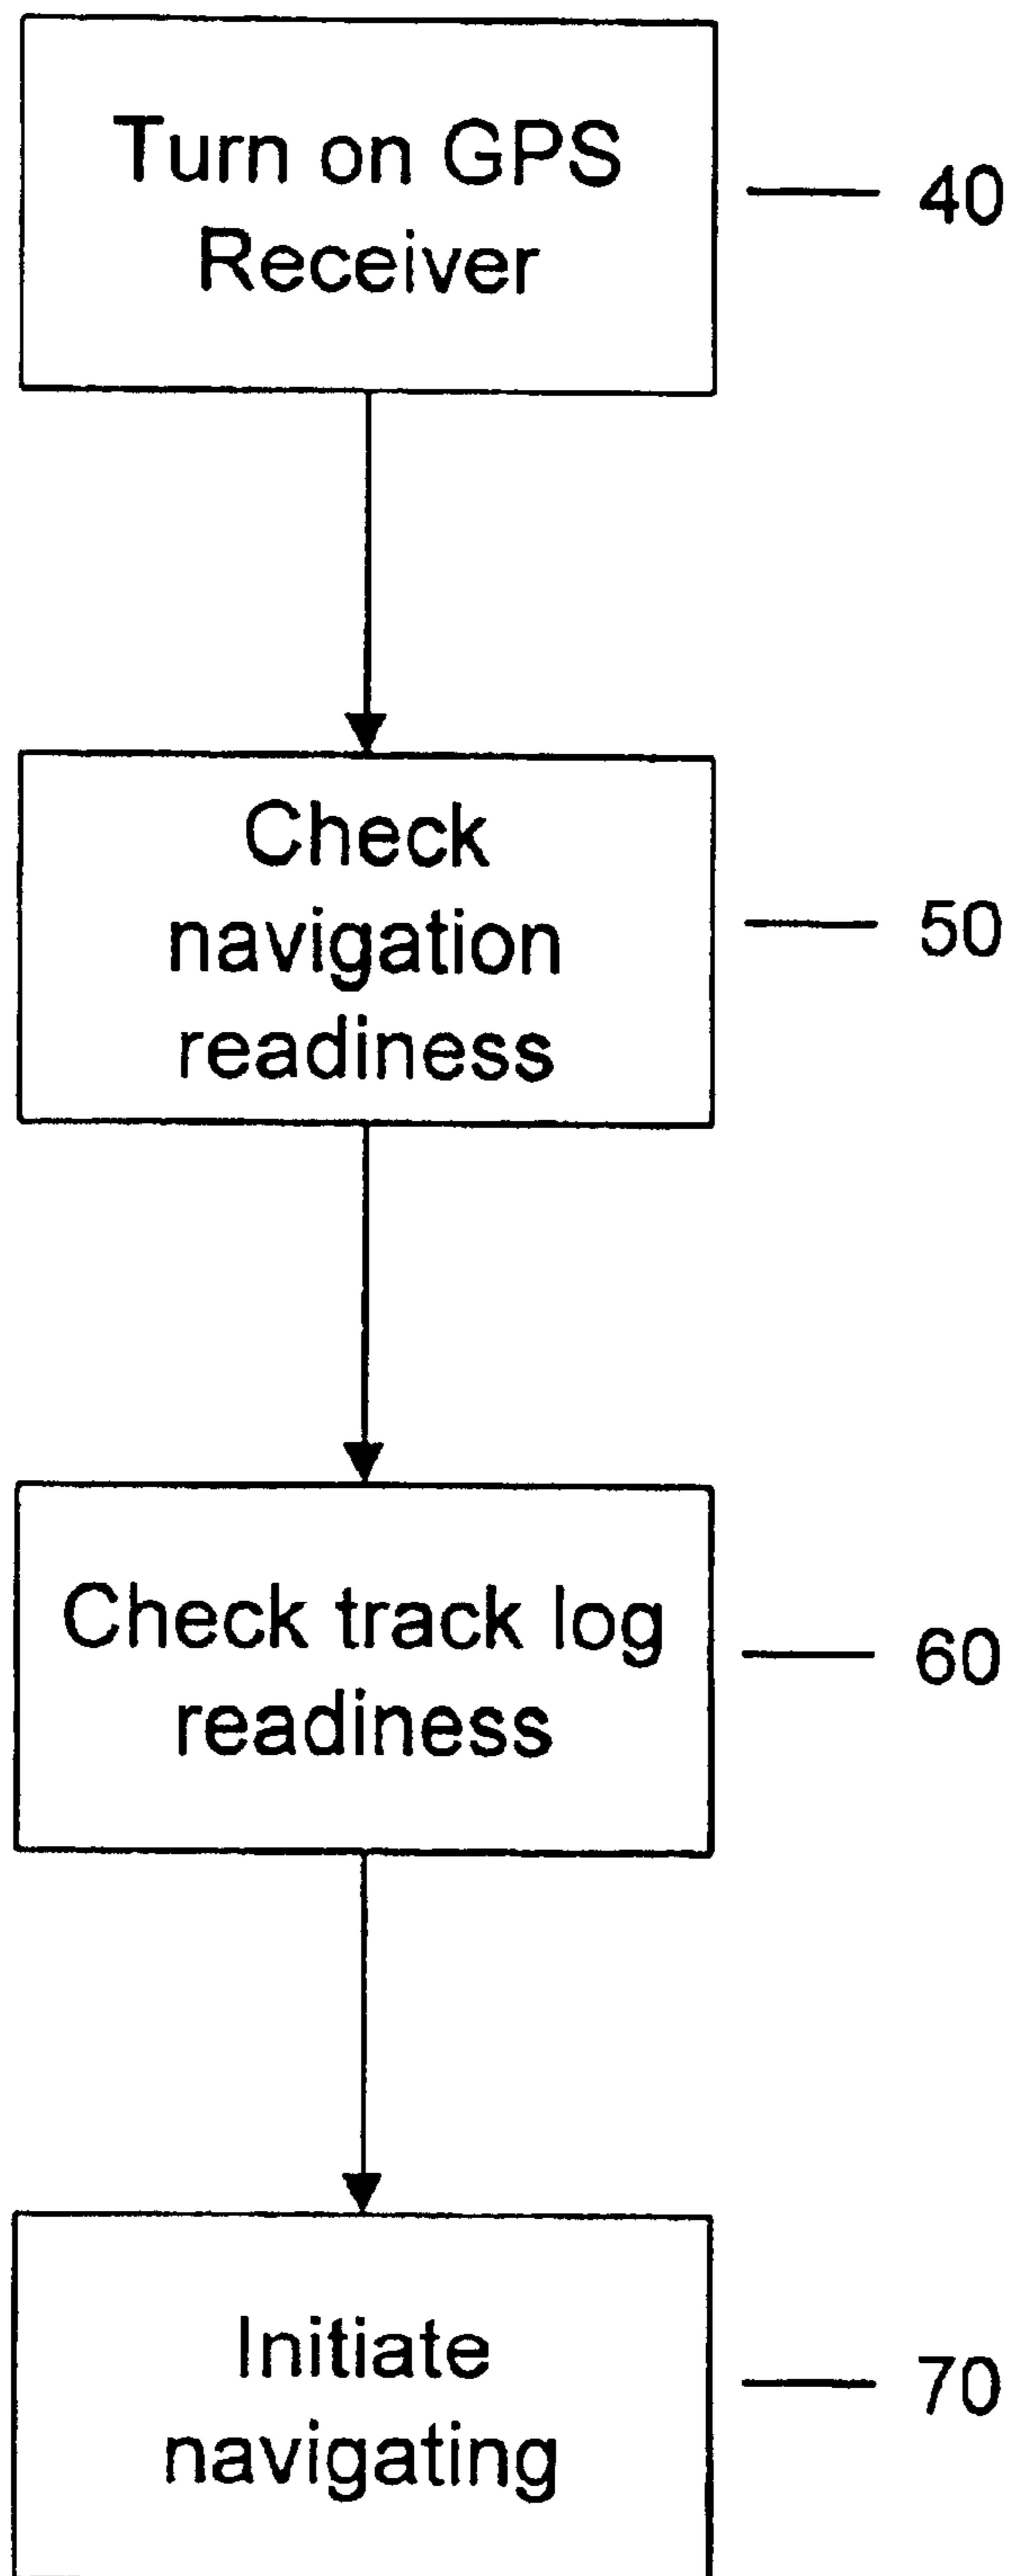 Turn on GPS
Receiver
40
Check
navigation
readiness
50
Check track log
readiness
60
Initiate
navigating
70